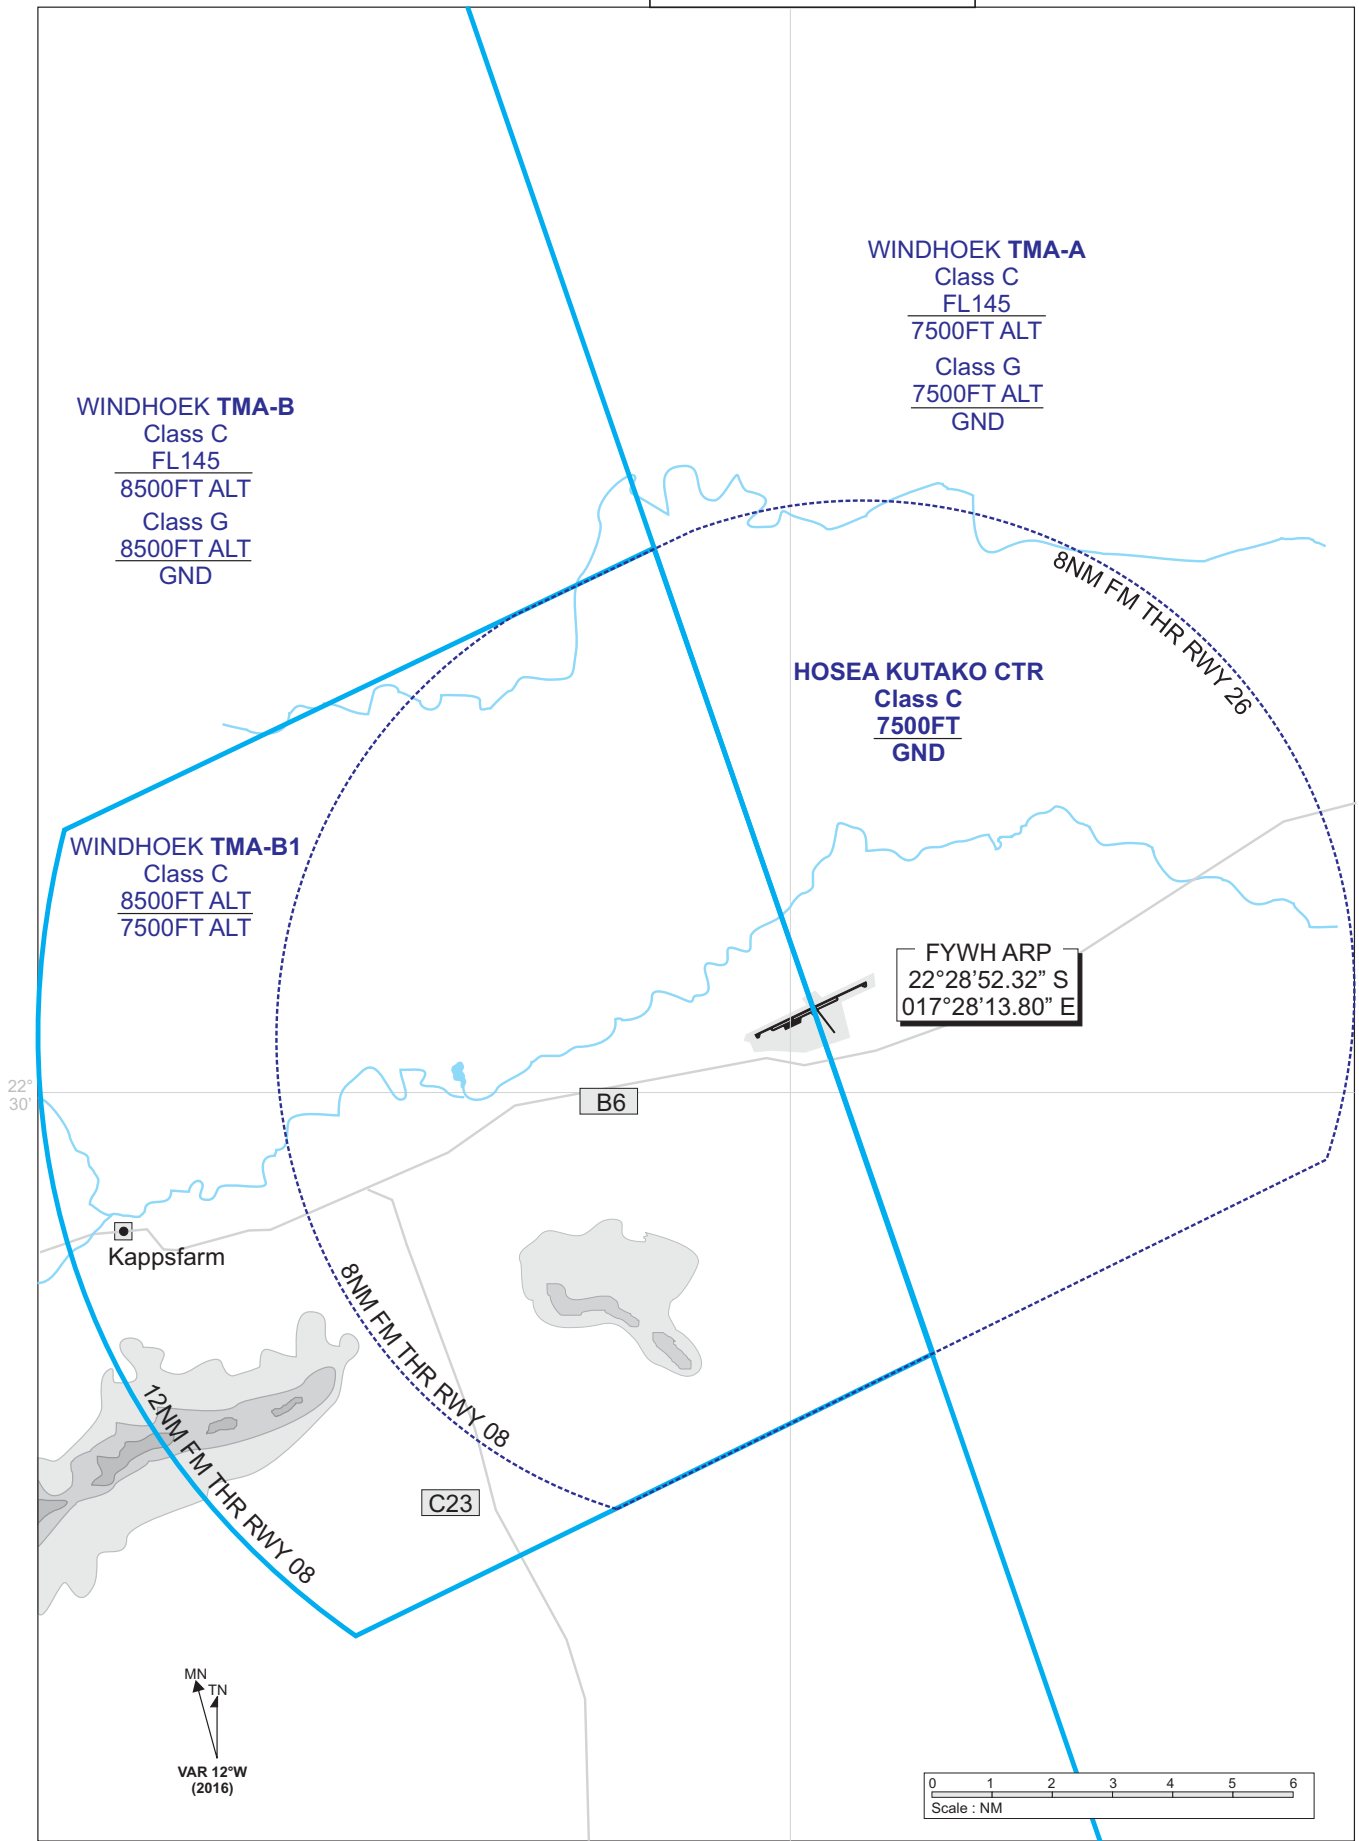 WINDHOEK TMA-A
Class C
FL145
7500FT ALT
Class G
7500FT ALT
GND
WINDHOEK TMA-B
Class C
FL145
8500FT ALT
Class G
8500FT ALT
GND
8NM FM THR RWY 26
HOSEA KUTAKO CTR
Class C
7500FT
GND
WINDHOEK TMA-B1
Class C
8500FT ALT
7500FT ALT
FYWH ARP
22°28’52.32” S
017°28’13.80” E
22°
30'
B6
Kappsfarm
8NM FM THR RWY 08
12NM FM THR RWY 08
C23
MN
TN
VAR 12°W
(2016)
0 1 2 3 4 5 6
Scale : NM